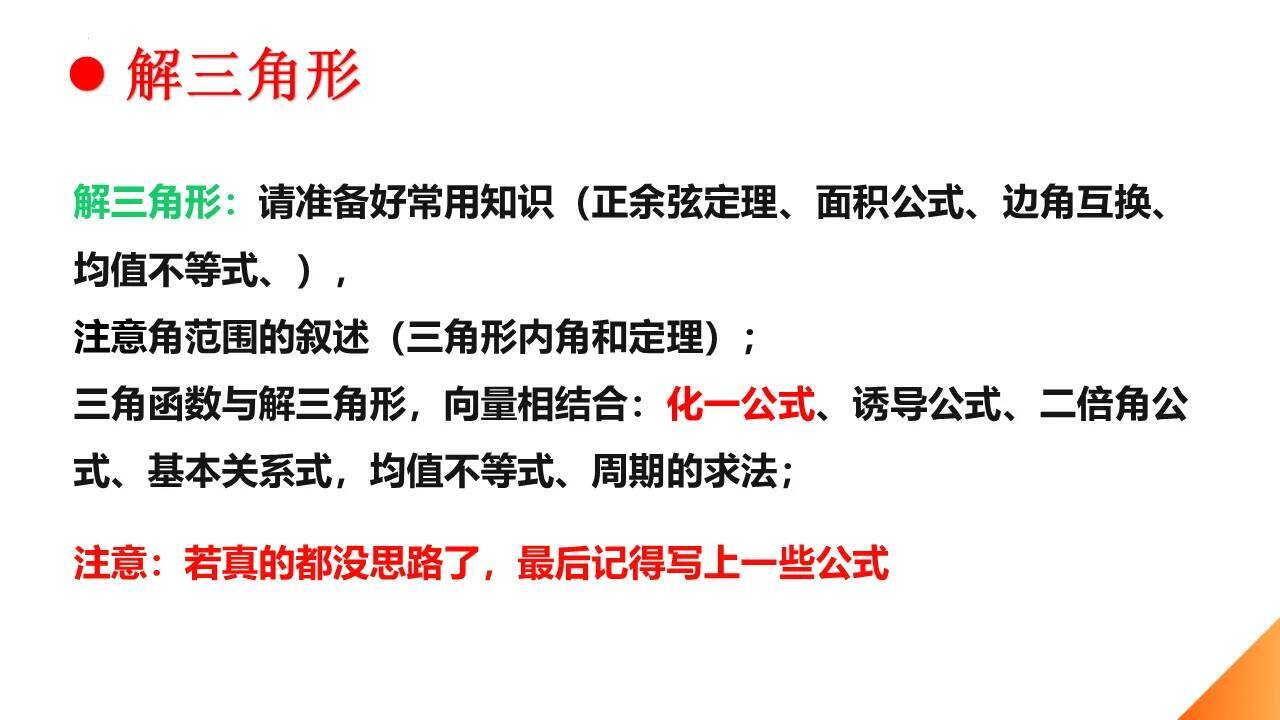 解三角形
解三角形：请准备好常用知识（正余弦定理、面积公式、边角互换、
均值不等式、），
注意角范围的叙述（三角形内角和定理）；
三角函数与解三角形，向量相结合：化一公式、诱导公式、二倍角公
式、基本关系式，均值不等式、周期的求法；
注意：若真的都没思路了，最后记得写上一些公式